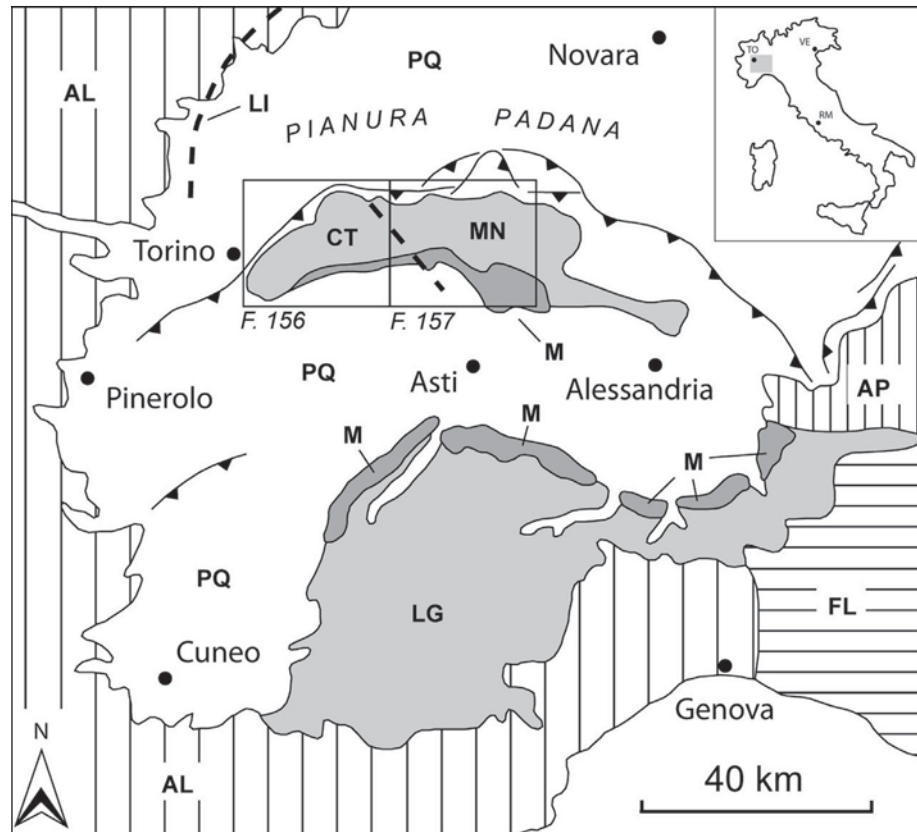 Novara
PQ
TO
VE
RM
AL
LI
PIANURA PADANA
Torino
CT
MN
F. 156
F. 157
M
PQ
Asti
Alessandria
Pinerolo
AP
M
M
M
PQ
LG
FL
Cuneo
Genova
N
AL
40 km